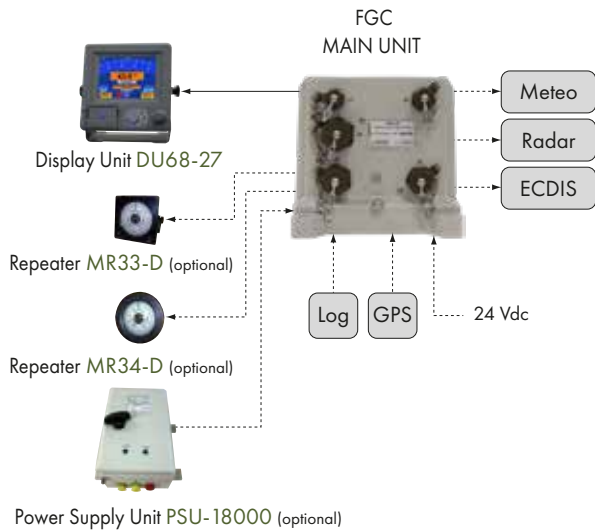 FGC
MAIN UNIT
Meteo
Radar
ECDIS
Display Unit DU68-27
Repeater MR33-D (optional)
Log
GPS
24 Vdc
Repeater MR34-D (optional)
Power Supply Unit PSU-18000 (optional)